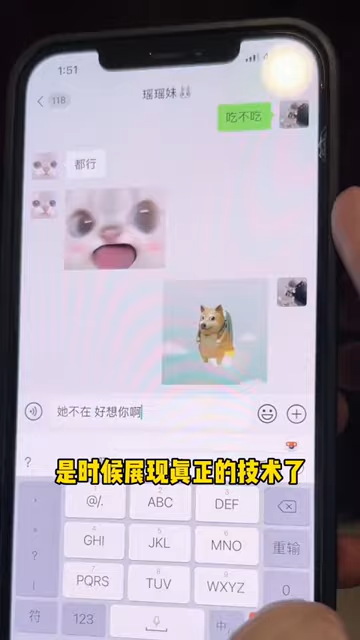 1:51
118
瑶瑶妹
吃不吃
都行
她不在 好想你啊
?
是时候展现真正的技术了
@/.
ABC
DEF
GHI
JKL
MNO
重输
?
PQRS
TUV
WXYZ
0
符
123
中